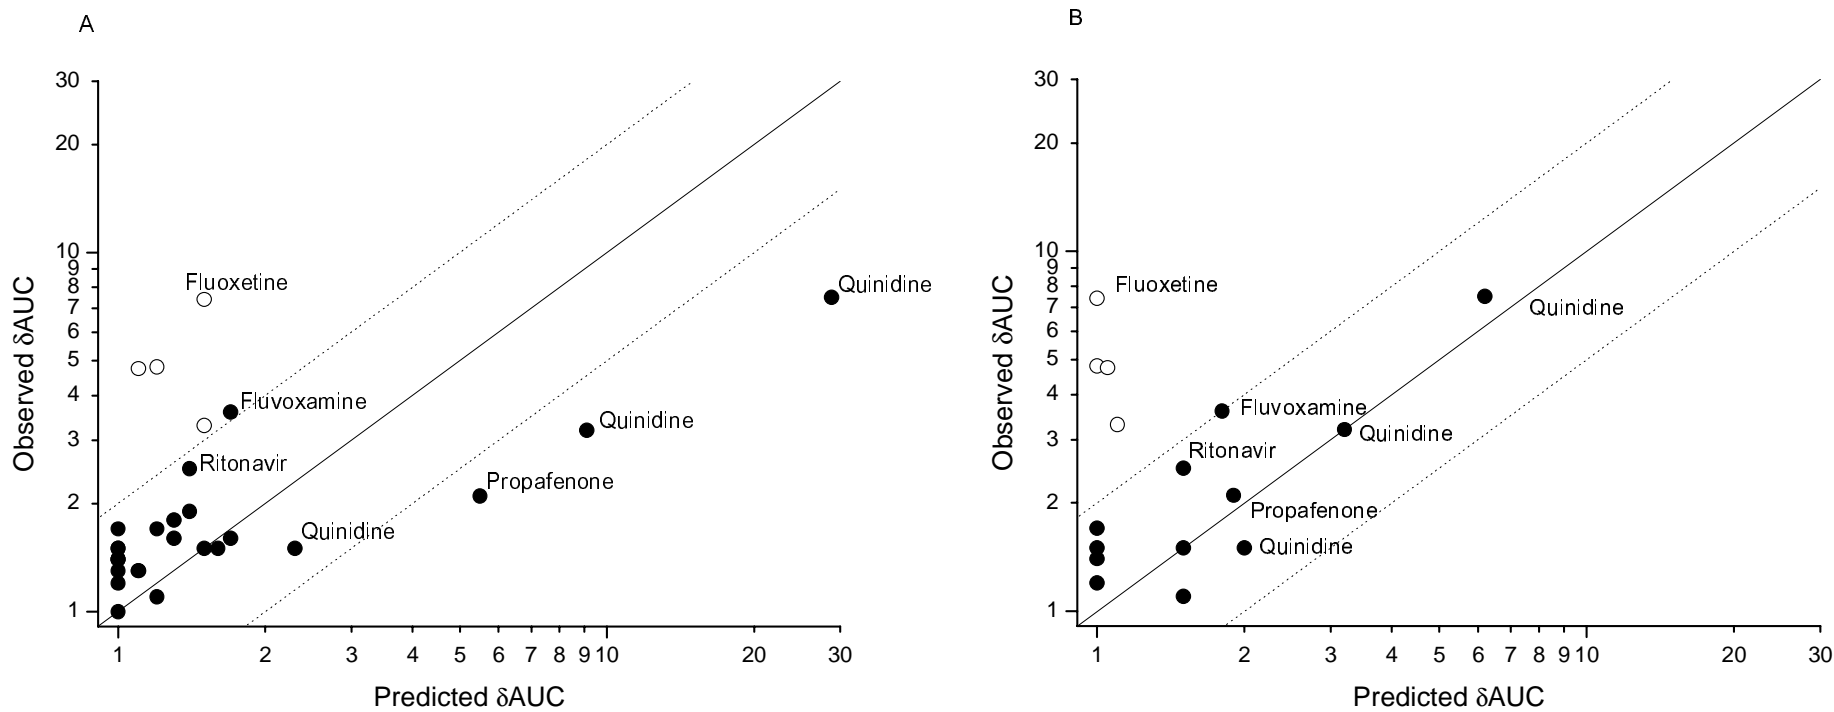 A
30
20
10
9
8
7
6
5
4
3
2
1
Observed δAUC
Fluoxetine
Fluvoxamine
Ritonavir
Quinidine
Quinidine
Propafenone
Quinidine
1 2 3 4 5 6 7 8 9 10 20 30
Predicted δAUC
B
30
20
10
9
8
7
6
5
4
3
2
1
Observed δAUC
Fluoxetine
Quinidine
Fluvoxamine
Quinidine
Ritonavir
Propafenone
Quinidine
1 2 3 4 5 6 7 8 9 10 20 30
Predicted δAUC